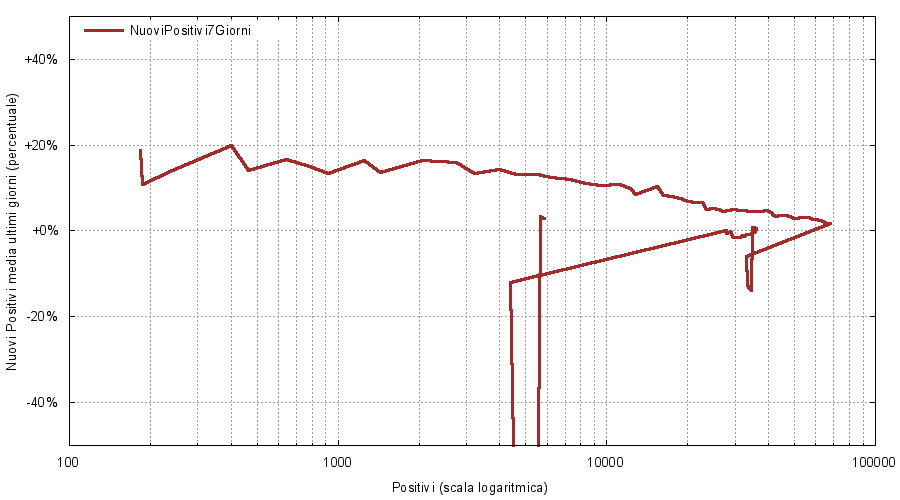 NuoviPositivi7Giorni
+40%
+20%
+0%
-20%
-40%
Nuovi Positivi media ultimi giorni (percentuale)
100 1000 10000 100000
Positivi (scala logaritmica)